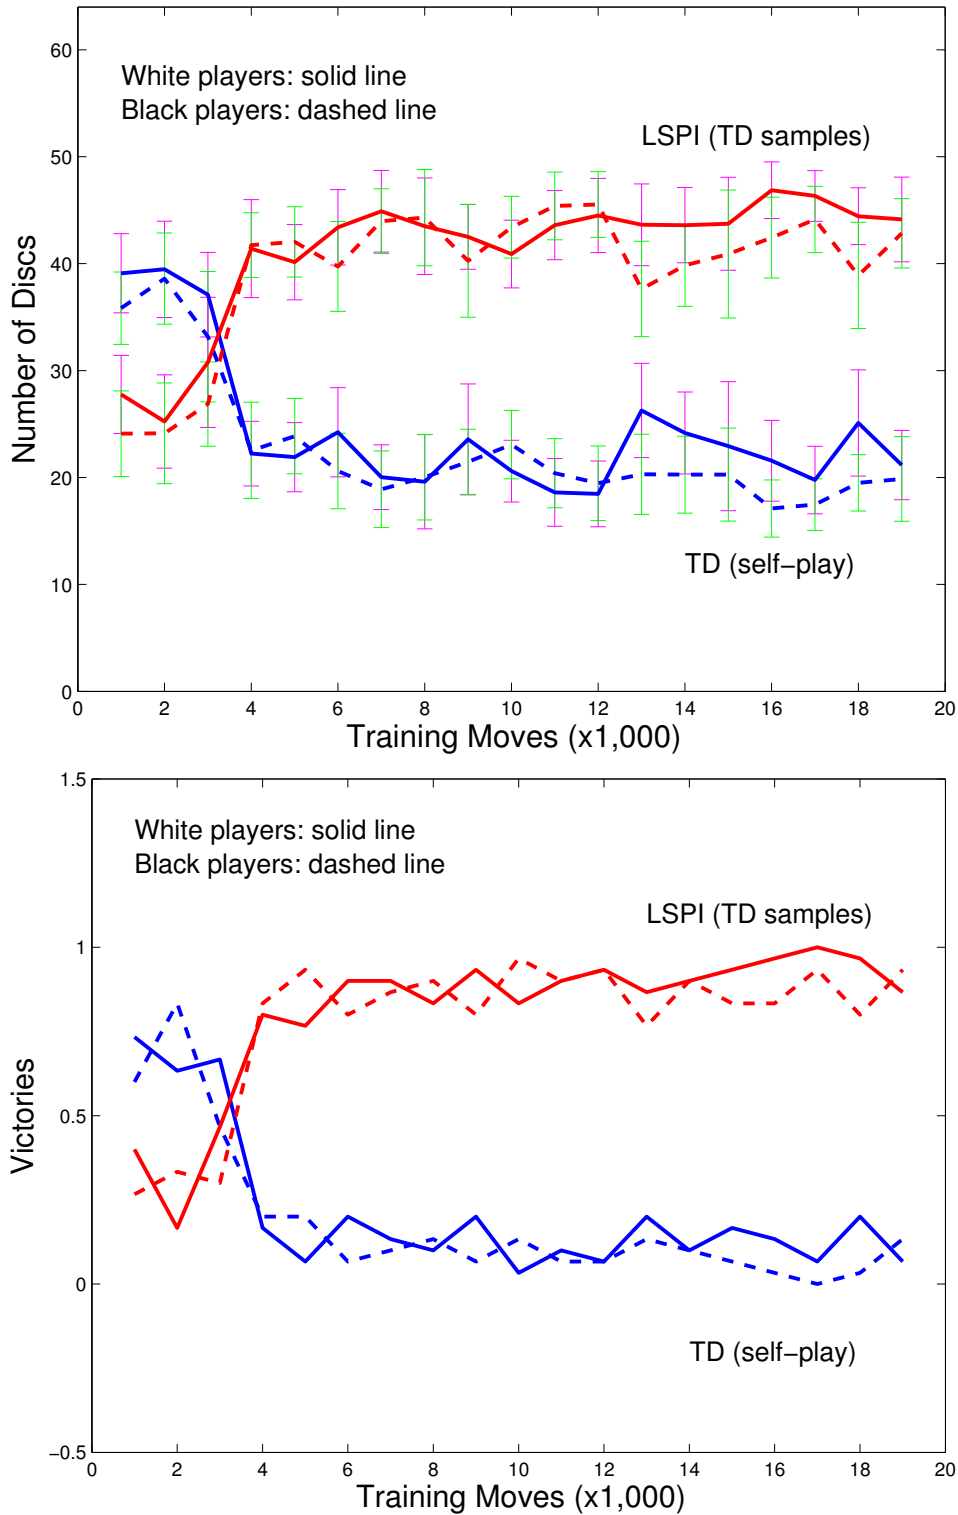 60
White players: solid line
Black players: dashed line
LSPI (TD samples)
50
40
Number of Discs
30
20
TD (self−play)
10
0
0 2 4 6 8 10 12 14 16 18 20
Training Moves (x1,000)
1.5
White players: solid line
Black players: dashed line
LSPI (TD samples)
1
Victories
0.5
0
TD (self−play)
−0.5
0 2 4 6 8 10 12 14 16 18 20
Training Moves (x1,000)